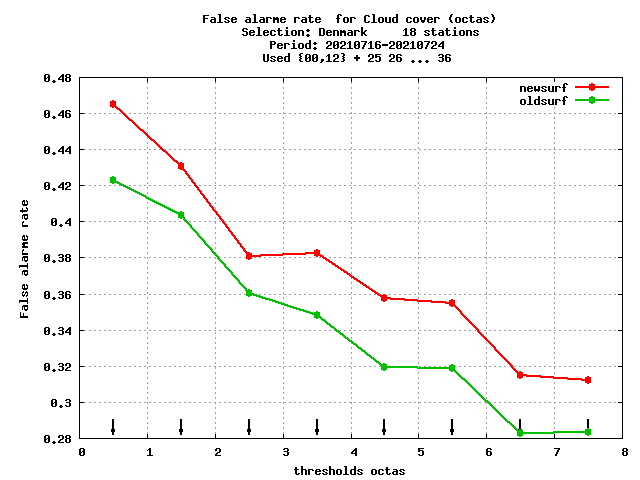 False alarme rate  for Cloud cover (octas)
Selection: Denmark     18 stations
Period: 20210716-20210724
Used {00,12} + 25 26 ... 36
newsurf
oldsurf
0.48
0.46
0.44
0.42
0.4
0.38
0.36
0.34
0.32
0.3
0.28
False alarme rate
0 1 2 3 4 5 6 7 8
thresholds octas